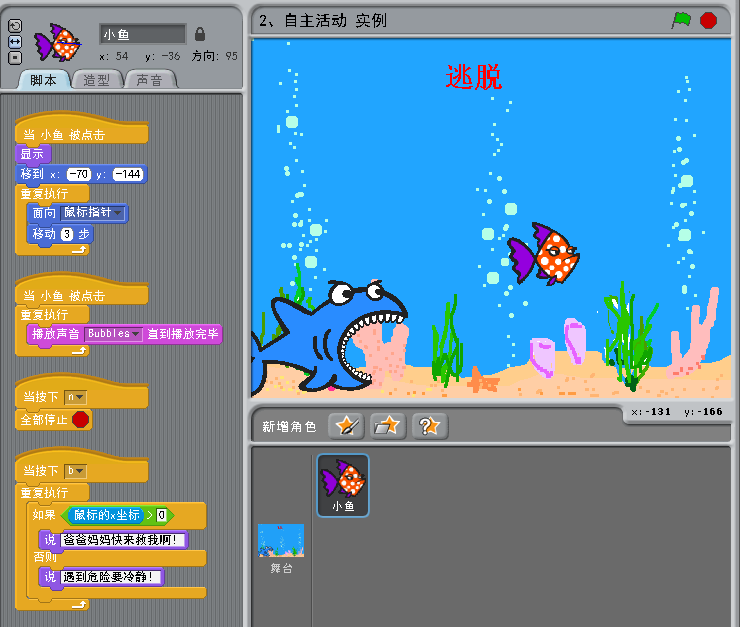 小鱼
x: 54 y: -36 方向: 95
脚本 造型 声音
当 小鱼 被点击
显示
移到 x: -70 y: -144
重复执行
面向 鼠标指针
移动 3 步
当 小鱼 被点击
重复执行
播放声音 Bubbles 直到播放完毕
当按下 n
全部停止
当按下 b
重复执行
如果 鼠标的x坐标 > 0
说 爸爸妈妈快来救我啊!
否则
说 遇到危险要冷静!
2、自主活动 实例
逃脱
x:-131 y:-166
新增角色
小鱼
舞台